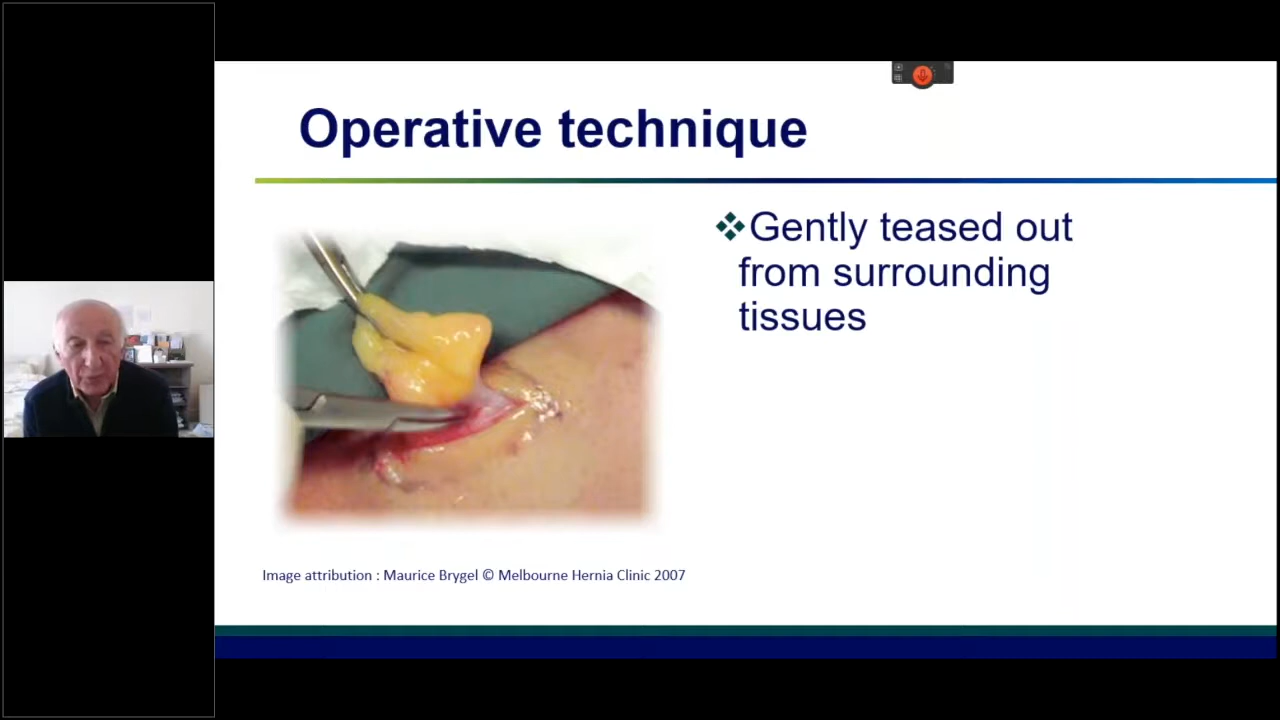 Operative technique
❖Gently teased out
from surrounding
tissues
Image attribution : Maurice Brygel © Melbourne Hernia Clinic 2007